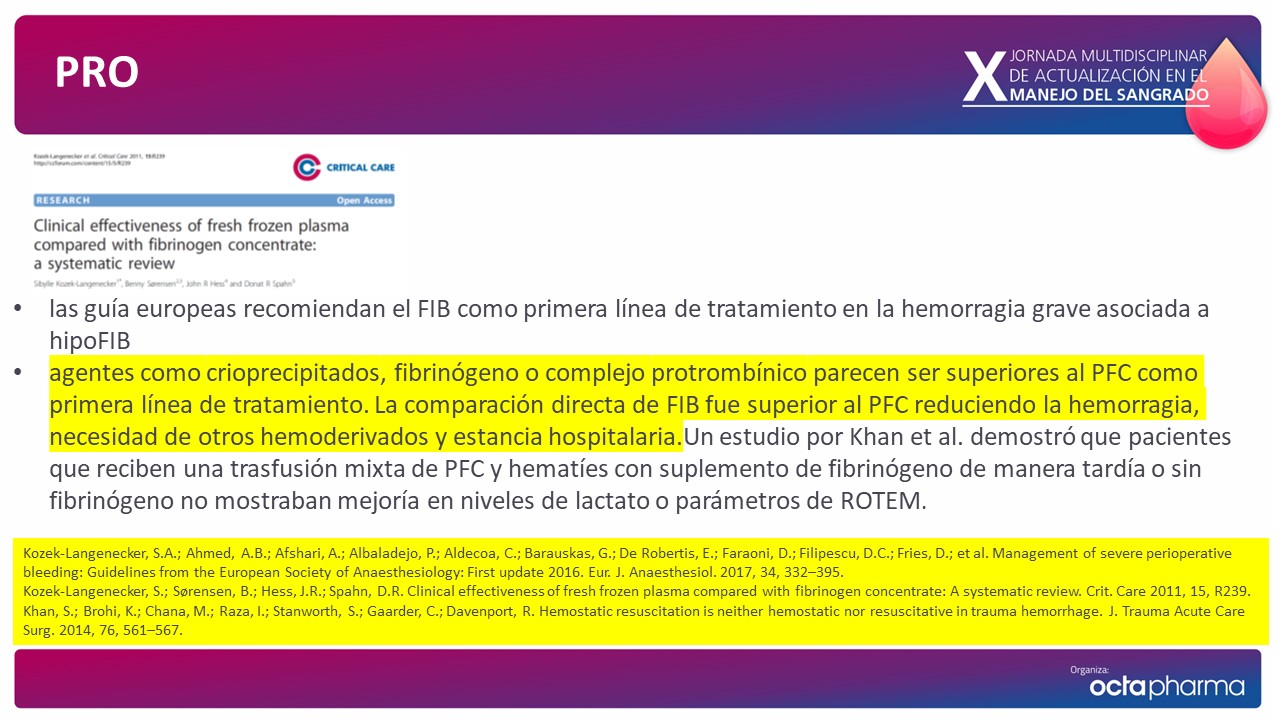 PRO
X JORNADA MULTIDISCIPLINAR
DE ACTUALIZACIÓN EN EL
MANEJO DEL SANGRADO
Kozek-Langenecker et al. Critical Care 2011, 15:R239
http://ccforum.com/content/15/5/R239
CRITICAL CARE
RESEARCH Open Access
Clinical effectiveness of fresh frozen plasma
compared with fibrinogen concentrate:
a systematic review
Sibylle Kozek-Langenecker, Benny Sørensen, John R Hess and Donat R Spahn
• las guía europeas recomiendan el FIB como primera línea de tratamiento en la hemorragia grave asociada a
hipoFIB
• agentes como crioprecipitados, fibrinógeno o complejo protrombínico parecen ser superiores al PFC como
primera línea de tratamiento. La comparación directa de FIB fue superior al PFC reduciendo la hemorragia,
necesidad de otros hemoderivados y estancia hospitalaria.Un estudio por Khan et al. demostró que pacientes
que reciben una trasfusión mixta de PFC y hematíes con suplemento de fibrinógeno de manera tardía o sin
fibrinógeno no mostraban mejoría en niveles de lactato o parámetros de ROTEM.
Kozek-Langenecker, S.A.; Ahmed, A.B.; Afshari, A.; Albaladejo, P.; Aldecoa, C.; Barauskas, G.; De Robertis, E.; Faraoni, D.; Filipescu, D.C.; Fries, D.; et al. Management of severe perioperative
bleeding: Guidelines from the European Society of Anaesthesiology: First update 2016. Eur. J. Anaesthesiol. 2017, 34, 332–395.
Kozek-Langenecker, S.; Sørensen, B.; Hess, J.R.; Spahn, D.R. Clinical effectiveness of fresh frozen plasma compared with fibrinogen concentrate: A systematic review. Crit. Care 2011, 15, R239.
Khan, S.; Brohi, K.; Chana, M.; Raza, I.; Stanworth, S.; Gaarder, C.; Davenport, R. Hemostatic resuscitation is neither hemostatic nor resuscitative in trauma hemorrhage. J. Trauma Acute Care
Surg. 2014, 76, 561–567.
Organiza:
octapharma